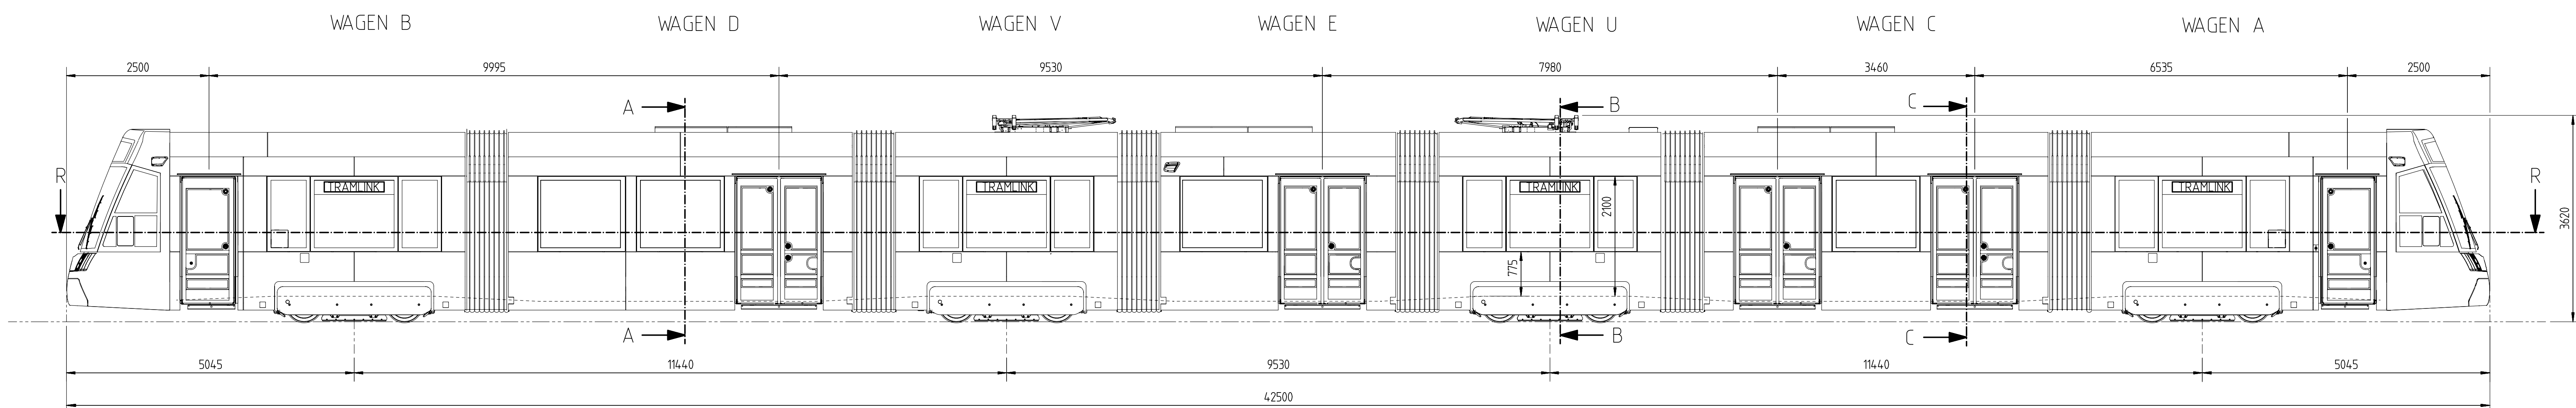 WAGEN B WAGEN D WAGEN V WAGEN E WAGEN U WAGEN C WAGEN A
2500 9995 9530 7980 3460 6535 2500
A B C
R R
TRAMLINK TRAMLINK TRAMLINK TRAMLINK
2100
3620
775
A B C
5045 11440 9530 11440 5045
42500